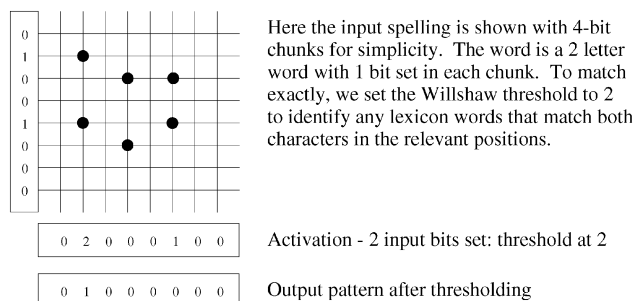 0
1
0
0
1
0
0
0
Here the input spelling is shown with 4-bit
chunks for simplicity. The word is a 2 letter
word with 1 bit set in each chunk. To match
exactly, we set the Willshaw threshold to 2
to identify any lexicon words that match both
characters in the relevant positions.
0 2 0 0 0 1 0 0
Activation - 2 input bits set: threshold at 2
0 1 0 0 0 0 0 0
Output pattern after thresholding